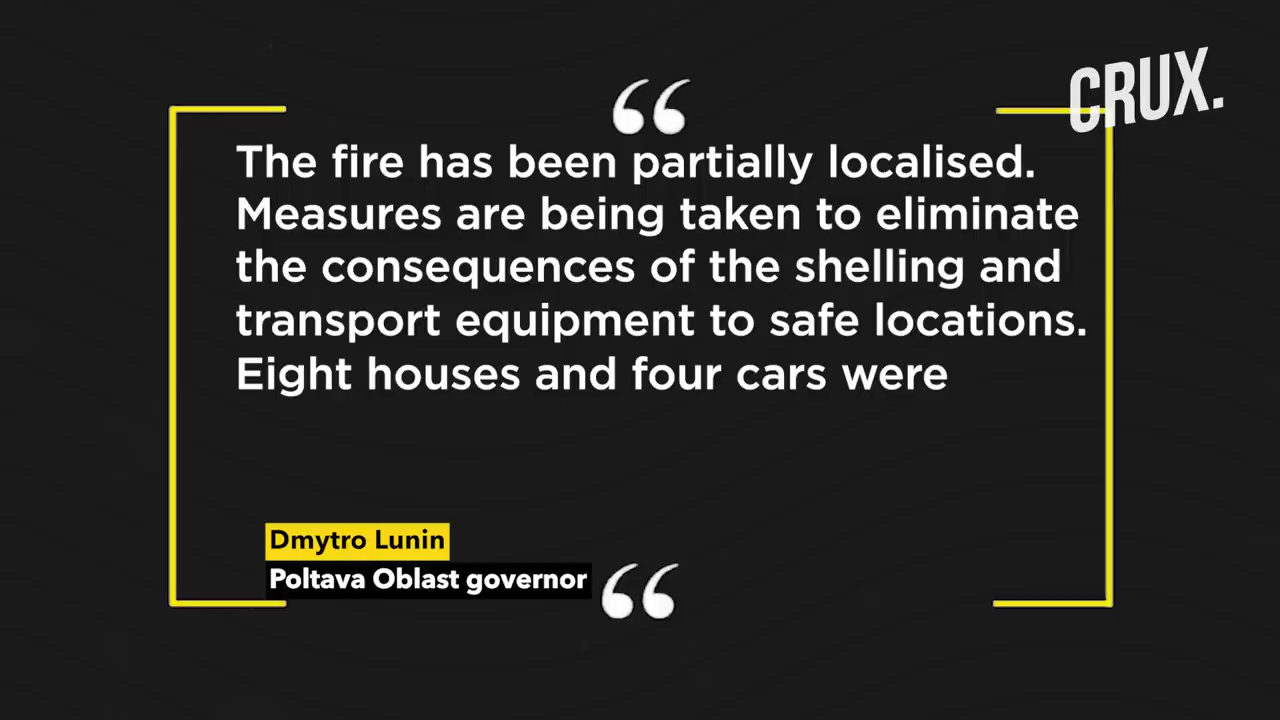 CRUX.
“
The fire has been partially localised.
Measures are being taken to eliminate
the consequences of the shelling and
transport equipment to safe locations.
Eight houses and four cars were
Dmytro Lunin
Poltava Oblast governor
“